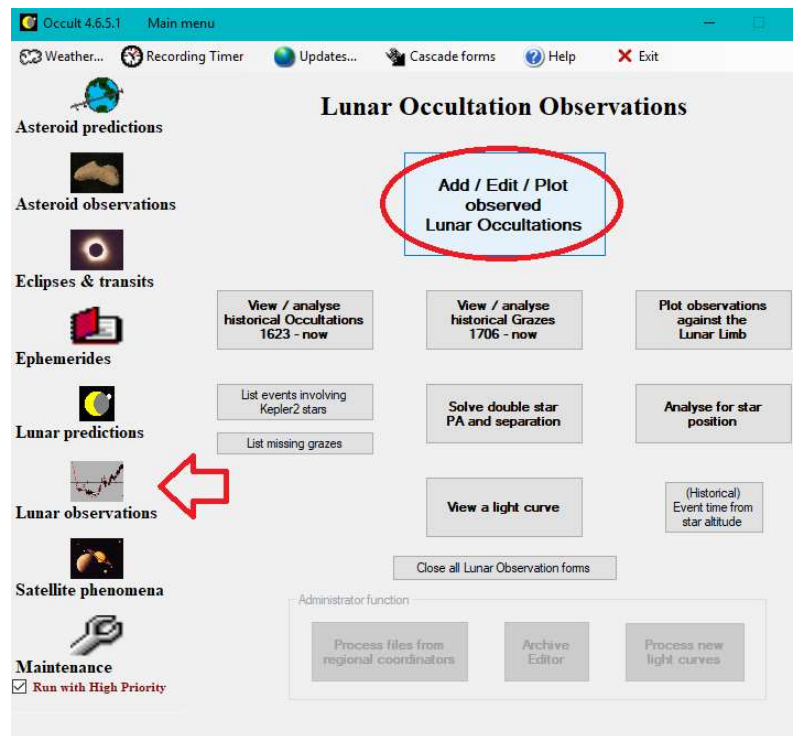 Occult 4.6.5.1 Main menu
Weather... Recording Timer Updates... Cascade forms Help Exit
Asteroid predictions
Asteroid observations
Eclipses & transits
Ephemerides
Lunar predictions
Lunar observations
Satellite phenomena
Maintenance
Run with High Priority
Lunar Occultation Observations
Add / Edit / Plot
observed
Lunar Occultations
View / analyse
historical Occultations
1623 - now
View / analyse
historical Grazes
1706 - now
Plot observations
against the
Lunar Limb
List events involving
Kepler2 stars
List missing grazes
Solve double star
PA and separation
Analyse for star
position
View a light curve
(Historical)
Event time from
star altitude
Close all Lunar Observation forms
Administrator function
Process files from
regional coordinators
Archive
Editor
Process new
light curves